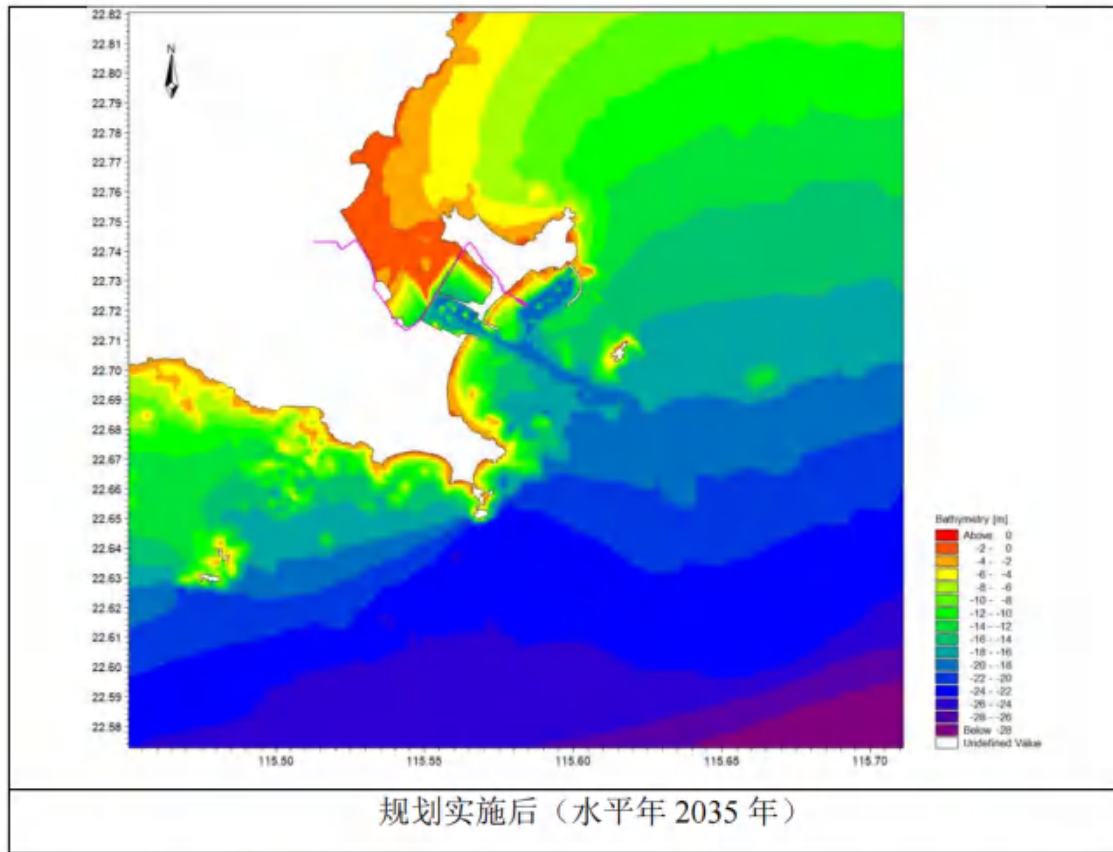 22.82
N
22.81
22.80
22.79
22.78
22.77
22.76
22.75
22.74
22.73
22.72
22.71
22.70
22.69
22.68
22.67
22.66
22.65
22.64
22.63
22.62
22.61
22.60
22.59
22.58
115.50
115.55
115.60
115.65
115.70
Bathymetry [m]
Above 0
-2 - 0
-4 - -2
-6 - -4
-8 - -6
-10 - -8
-12 - -10
-14 - -12
-16 - -14
-18 - -16
-20 - -18
-22 - -20
-24 - -22
-26 - -24
-28 - -26
Below -28
Undefined Value
规划实施后（水平年 2035 年）